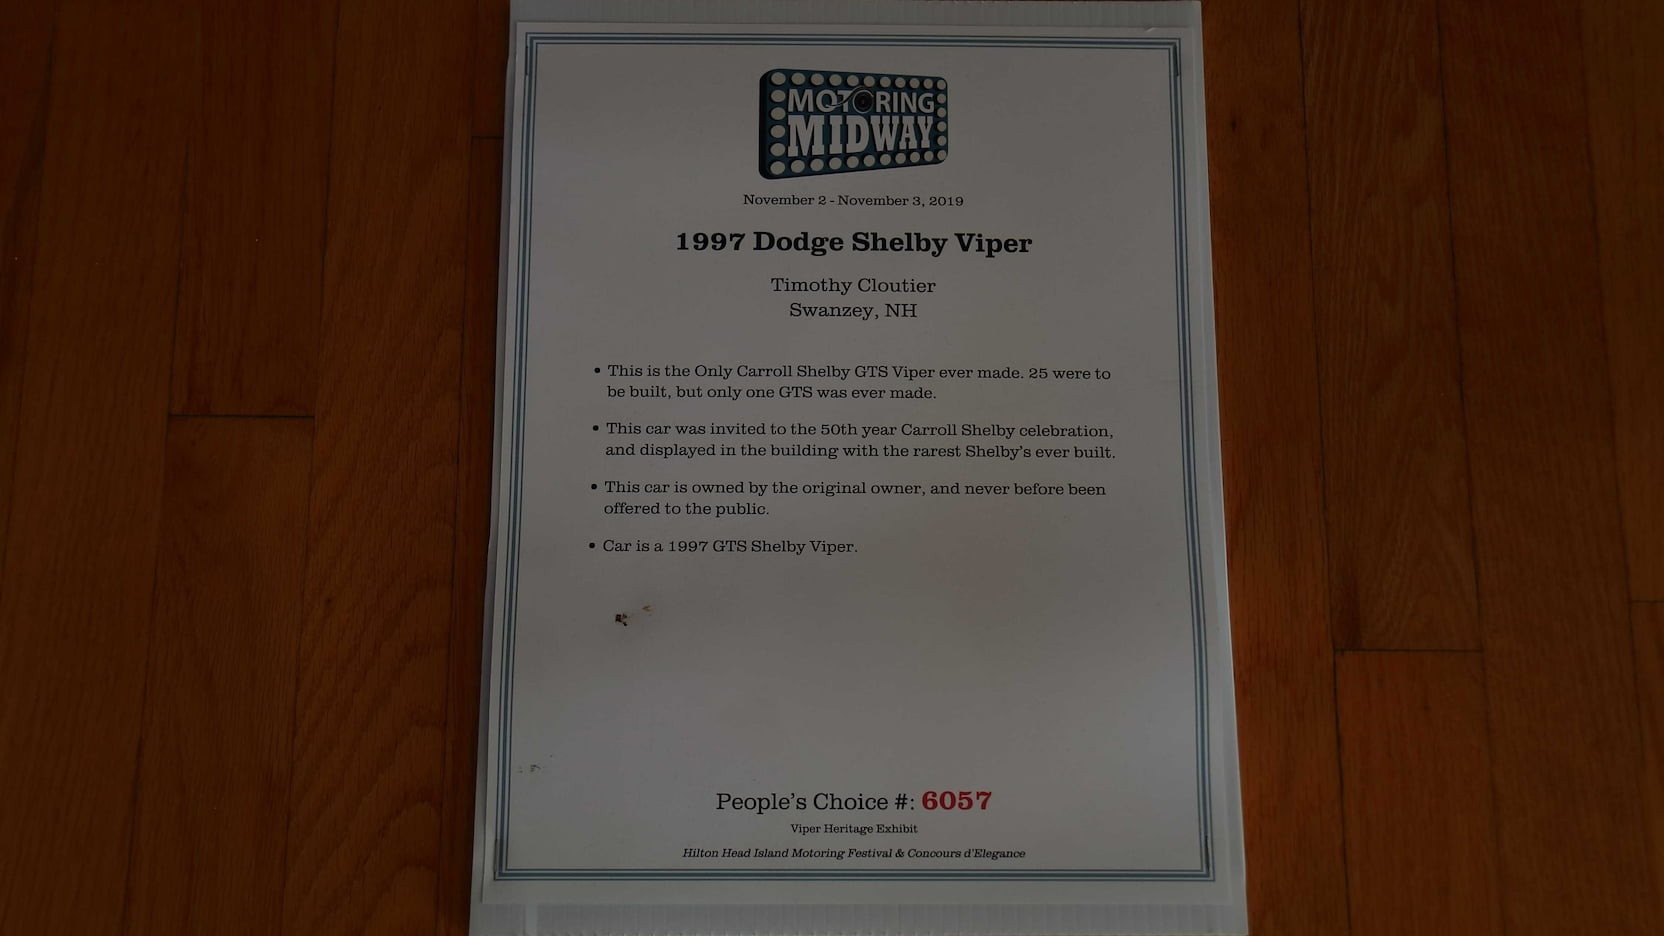 MOTORING
MIDWAY
November 2 - November 3, 2019
1997 Dodge Shelby Viper
Timothy Cloutier
Swanzey, NH
• This is the Only Carroll Shelby GTS Viper ever made. 25 were to
be built, but only one GTS was ever made.
• This car was invited to the 50th year Carroll Shelby celebration,
and displayed in the building with the rarest Shelby's ever built.
• This car is owned by the original owner, and never before been
offered to the public.
• Car is a 1997 GTS Shelby Viper.
People's Choice #: 6057
Viper Heritage Exhibit
Hilton Head Island Motoring Festival & Concours d'Elegance